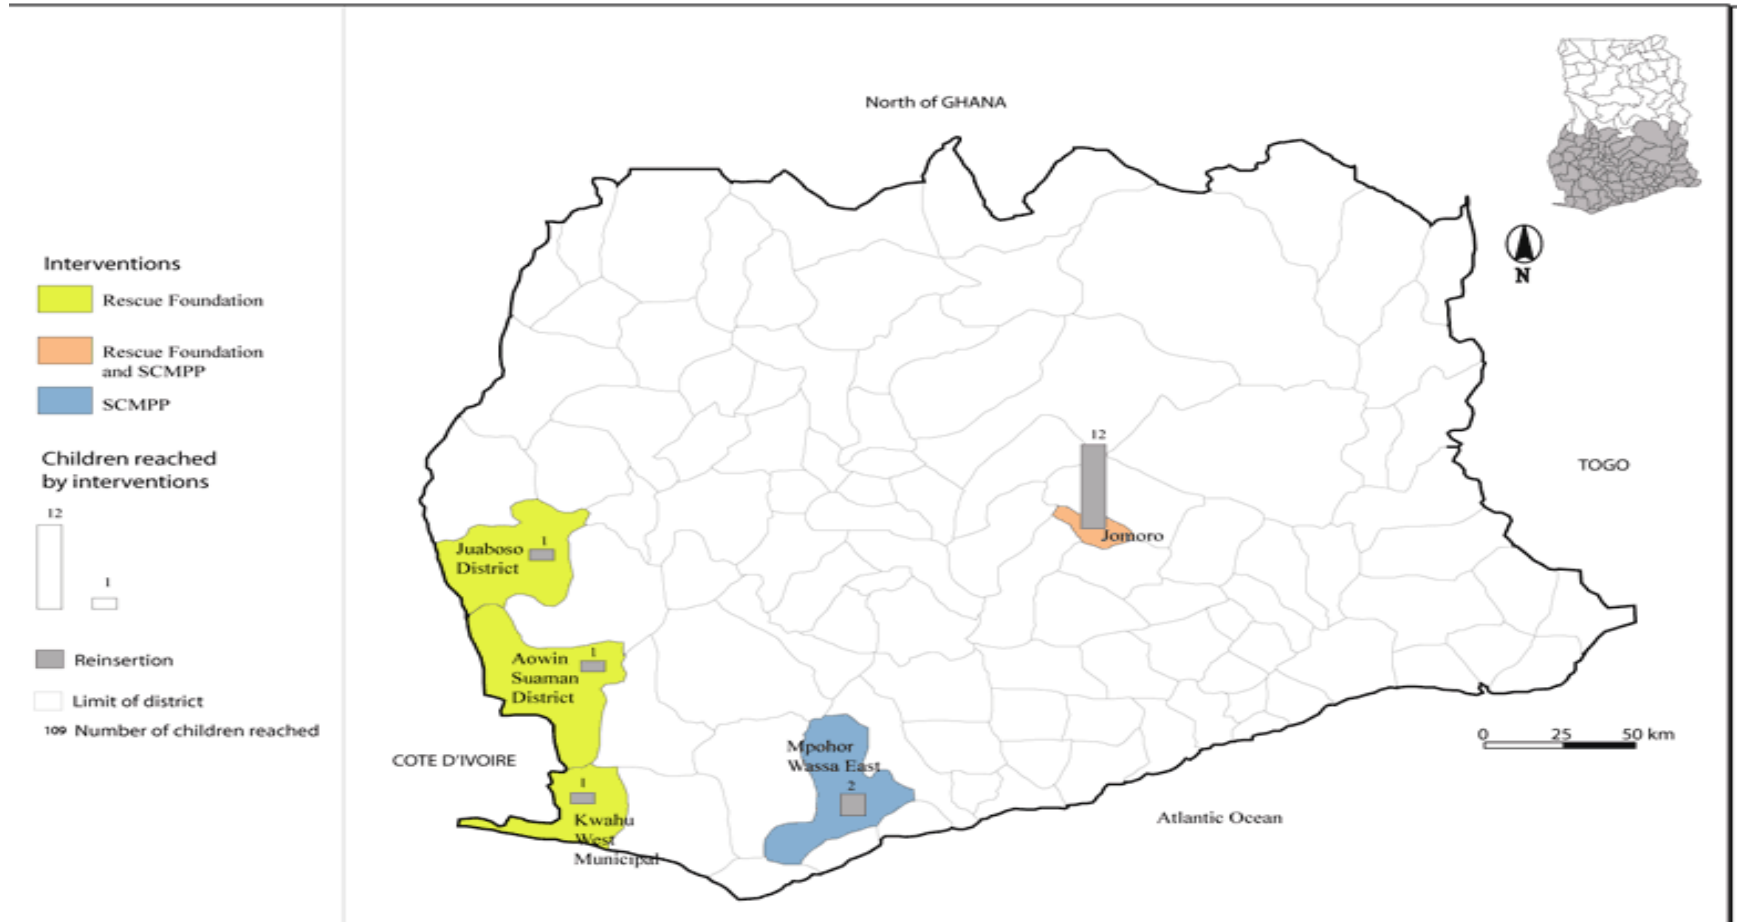 North of GHANA
N
Interventions
Rescue Foundation
Rescue Foundation
and SCMPP
SCMPP
Children reached
by interventions
12
1
Reinsertion
Limit of district
109 Number of children reached
12
Jomoro
TOGO
Juaboso
District
1
Aowin
Suaman
District
1
COTE D'IVOIRE
1
Kwahu
West
Municipal
Mpohor
Wassa East
2
0 25 50 km
Atlantic Ocean